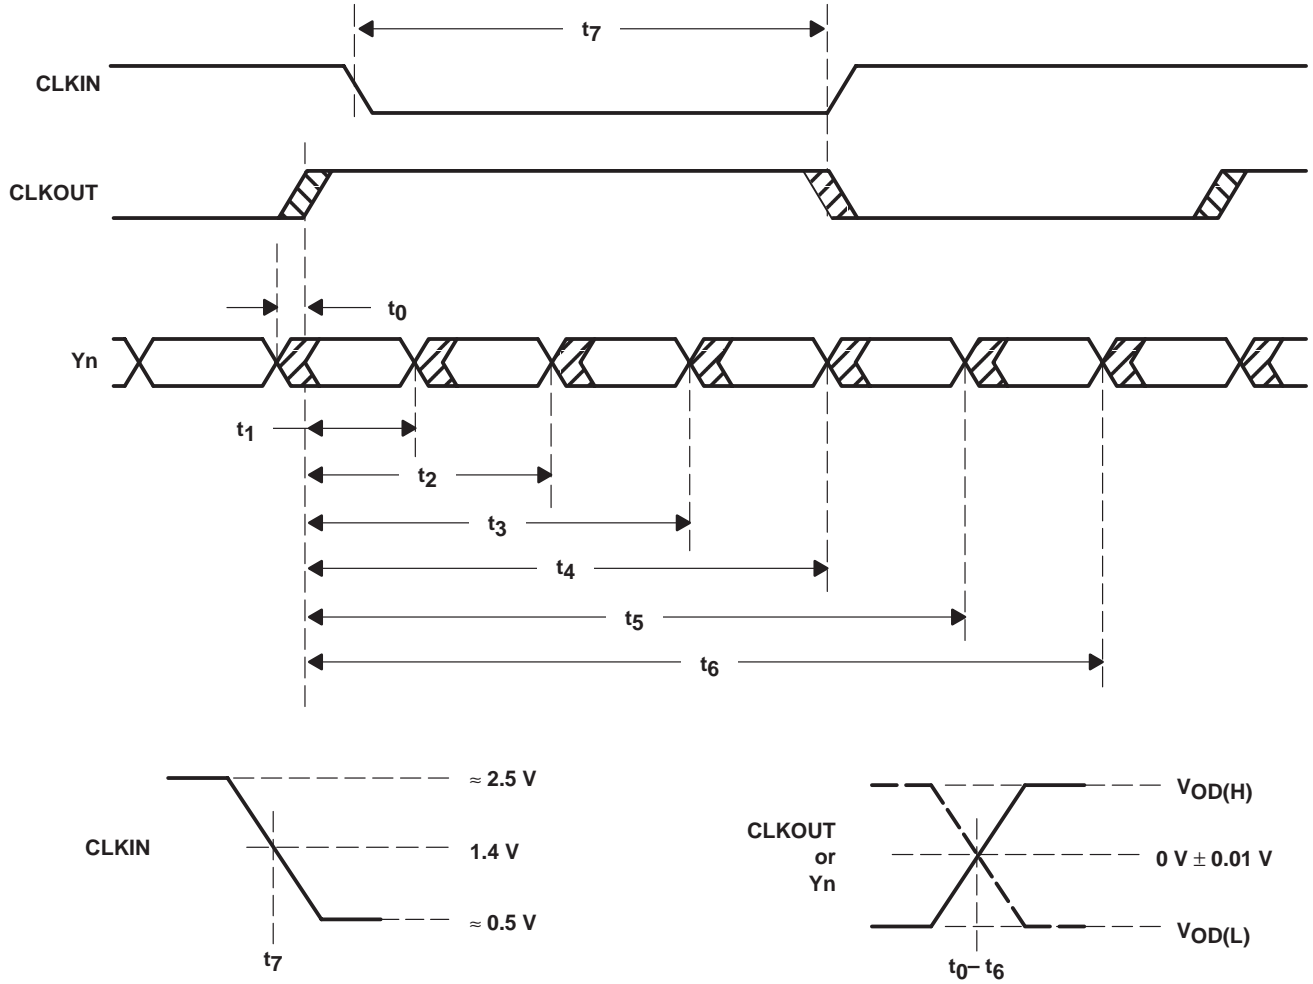 t7
CLKIN
CLKOUT
t0
Yn
t1
t2
t3
t4
t5
t6
≈ 2.5 V
CLKIN
1.4 V
≈ 0.5 V
t7
VOD(H)
CLKOUT
or
Yn
0 V ± 0.01 V
VOD(L)
t0– t6